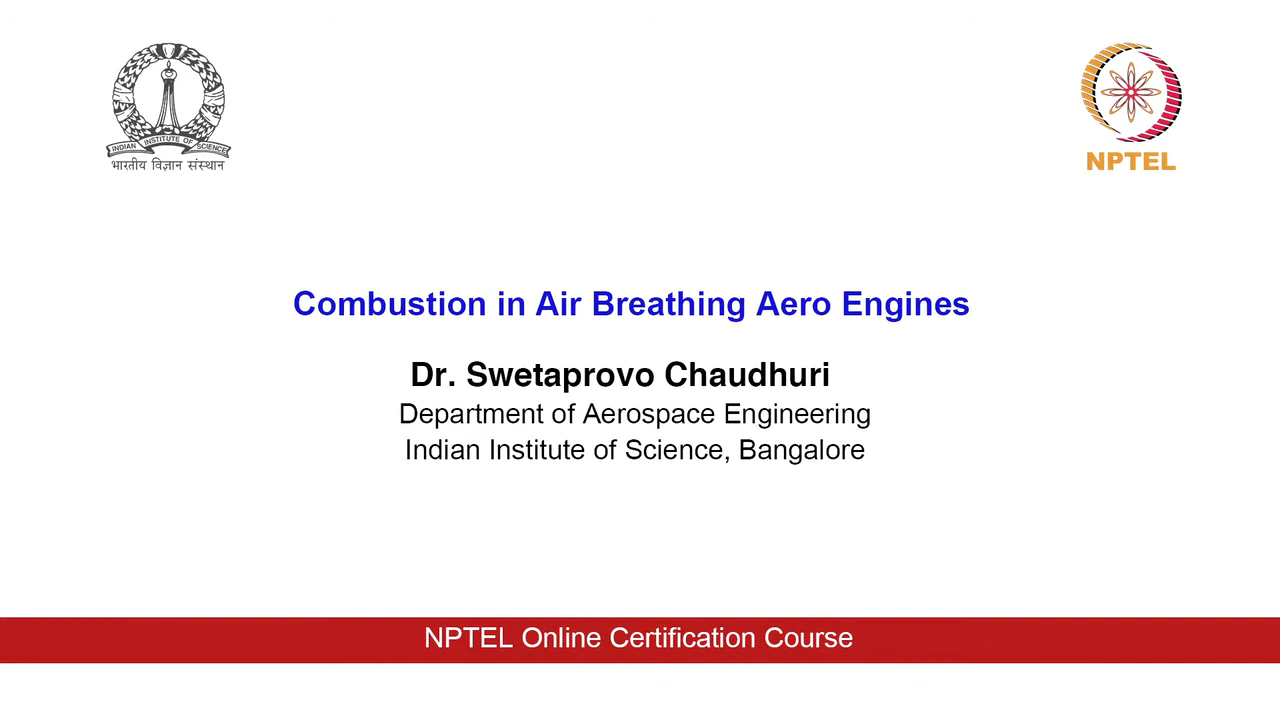 INDIAN INSTITUTE OF SCIENCE
भारतीय विज्ञान संस्थान
NPTEL
Combustion in Air Breathing Aero Engines
Dr. Swetaprovo Chaudhuri
Department of Aerospace Engineering
Indian Institute of Science, Bangalore
NPTEL Online Certification Course